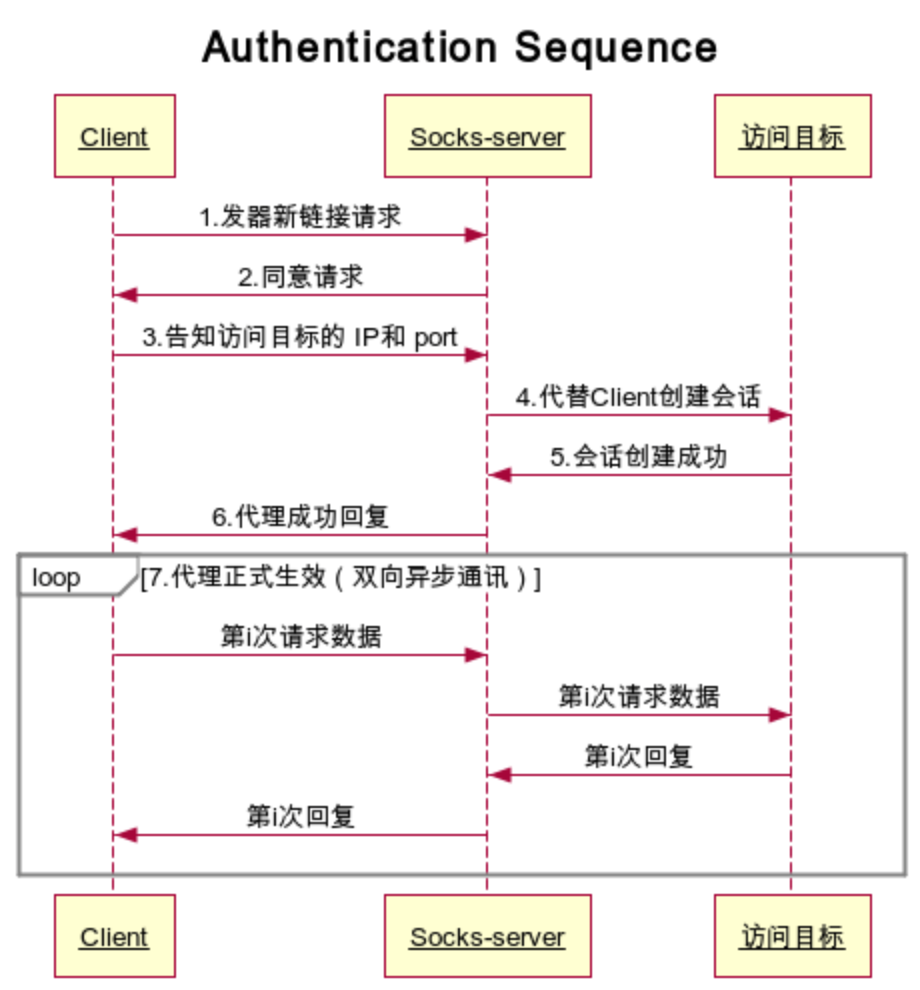 Authentication Sequence
Client Socks-server 访问目标
1.发器新链接请求
2.同意请求
3.告知访问目标的 IP和 port
4.代替Client创建会话
5.会话创建成功
6.代理成功回复
loop [7.代理正式生效（双向异步通讯）]
第i次请求数据
第i次请求数据
第i次回复
第i次回复
Client Socks-server 访问目标